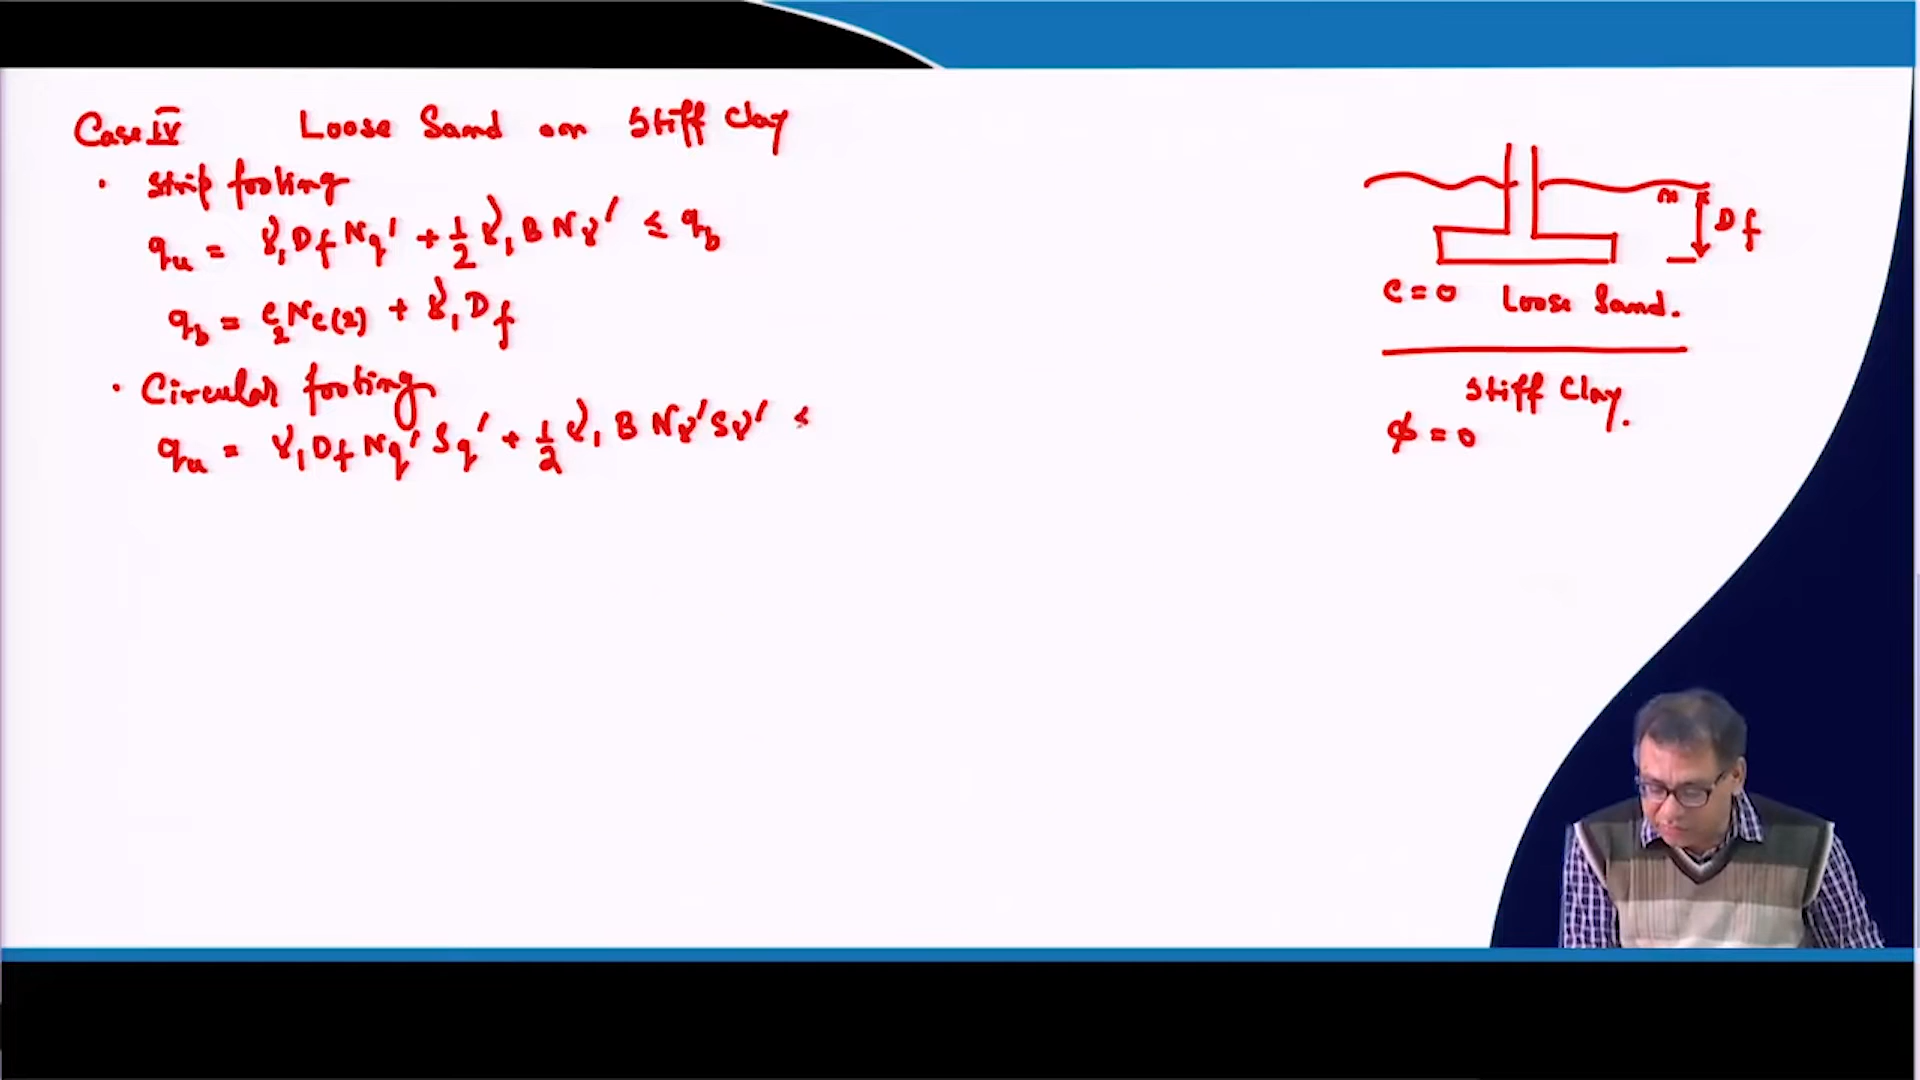 Case IV Loose Sand on Stiff Clay
• Strip footing
qu = γ1 Df Nq' + 1/2 γ1 B Nγ' ≤ qb
qb = c2 Nc(2) + γ1 Df
• Circular footing
qu = γ1 Df Nq' Sq' + 1/2 γ1 B Nγ' Sγ' ≤
Df
C = 0 Loose Sand.
Stiff Clay.
φ = 0